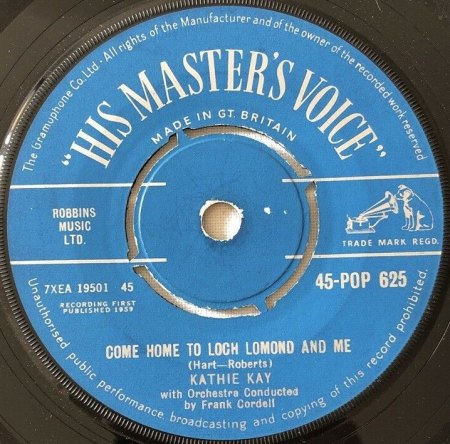 The Gramophone Co. Ltd. - All rights of the Manufacturer and of the owner of the recorded work reserved
"HIS MASTER'S VOICE"
MADE IN GT. BRITAIN
ROBBINS
MUSIC
LTD.
TRADE MARK REGD.
7XEA 19501 45
45-POP 625
RECORDING FIRST
PUBLISHED 1959
COME HOME TO LOCH LOMOND AND ME
(Hart—Roberts)
KATHIE KAY
with Orchestra Conducted
by Frank Cordell
Unauthorised public performance, broadcasting and copying of this record prohibited.